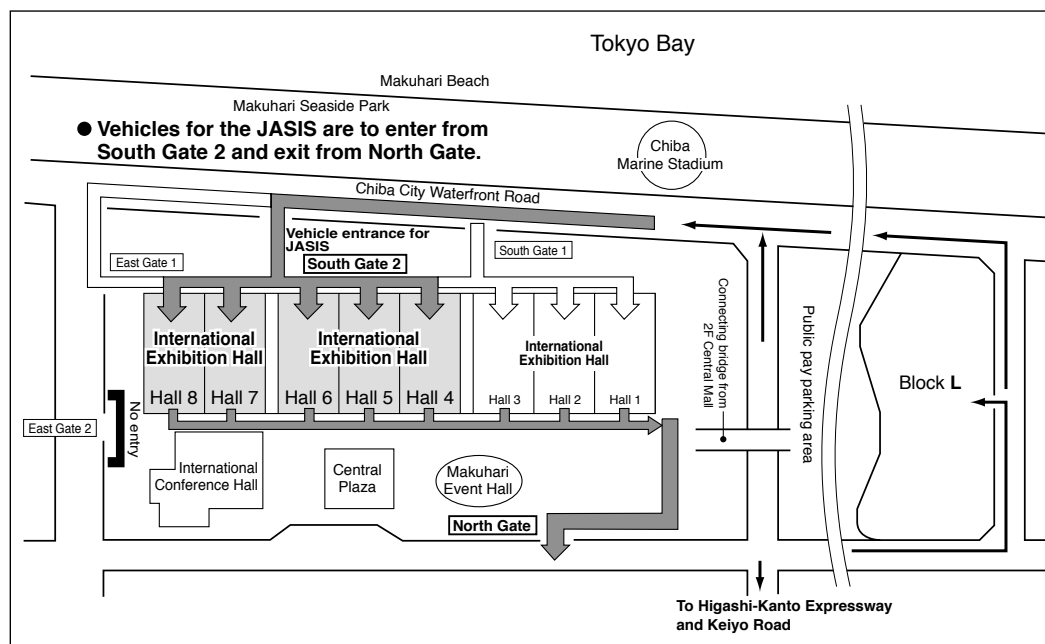 Tokyo Bay
Makuhari Beach
Makuhari Seaside Park
● Vehicles for the JASIS are to enter from
South Gate 2 and exit from North Gate.
Chiba
Marine Stadium
Chiba City Waterfront Road
Vehicle entrance for
JASIS
South Gate 2
East Gate 1
South Gate 1
International
Exhibition Hall
International
Exhibition Hall
International
Exhibition Hall
Hall 8
Hall 7
Hall 6
Hall 5
Hall 4
Hall 3
Hall 2
Hall 1
Connecting bridge from
2F Central Mall
Public pay parking area
Block L
East Gate 2
No entry
International
Conference Hall
Central
Plaza
Makuhari
Event Hall
North Gate
To Higashi-Kanto Expressway
and Keiyo Road